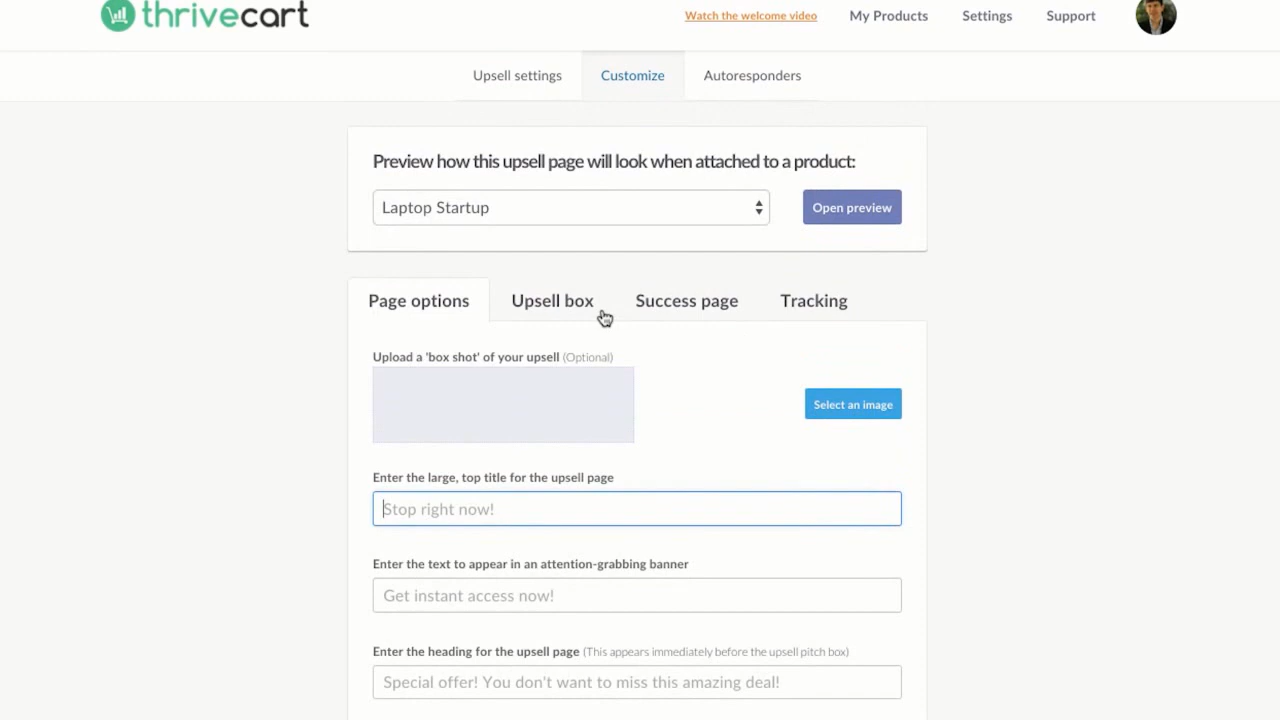 thrivecart
Watch the welcome video My Products Settings Support
Upsell settings Customize Autoresponders
Preview how this upsell page will look when attached to a product:
Laptop Startup Open preview
Page options Upsell box Success page Tracking
Upload a 'box shot' of your upsell (Optional)
Select an image
Enter the large, top title for the upsell page
Stop right now!
Enter the text to appear in an attention-grabbing banner
Get instant access now!
Enter the heading for the upsell page (This appears immediately before the upsell pitch box)
Special offer! You don't want to miss this amazing deal!